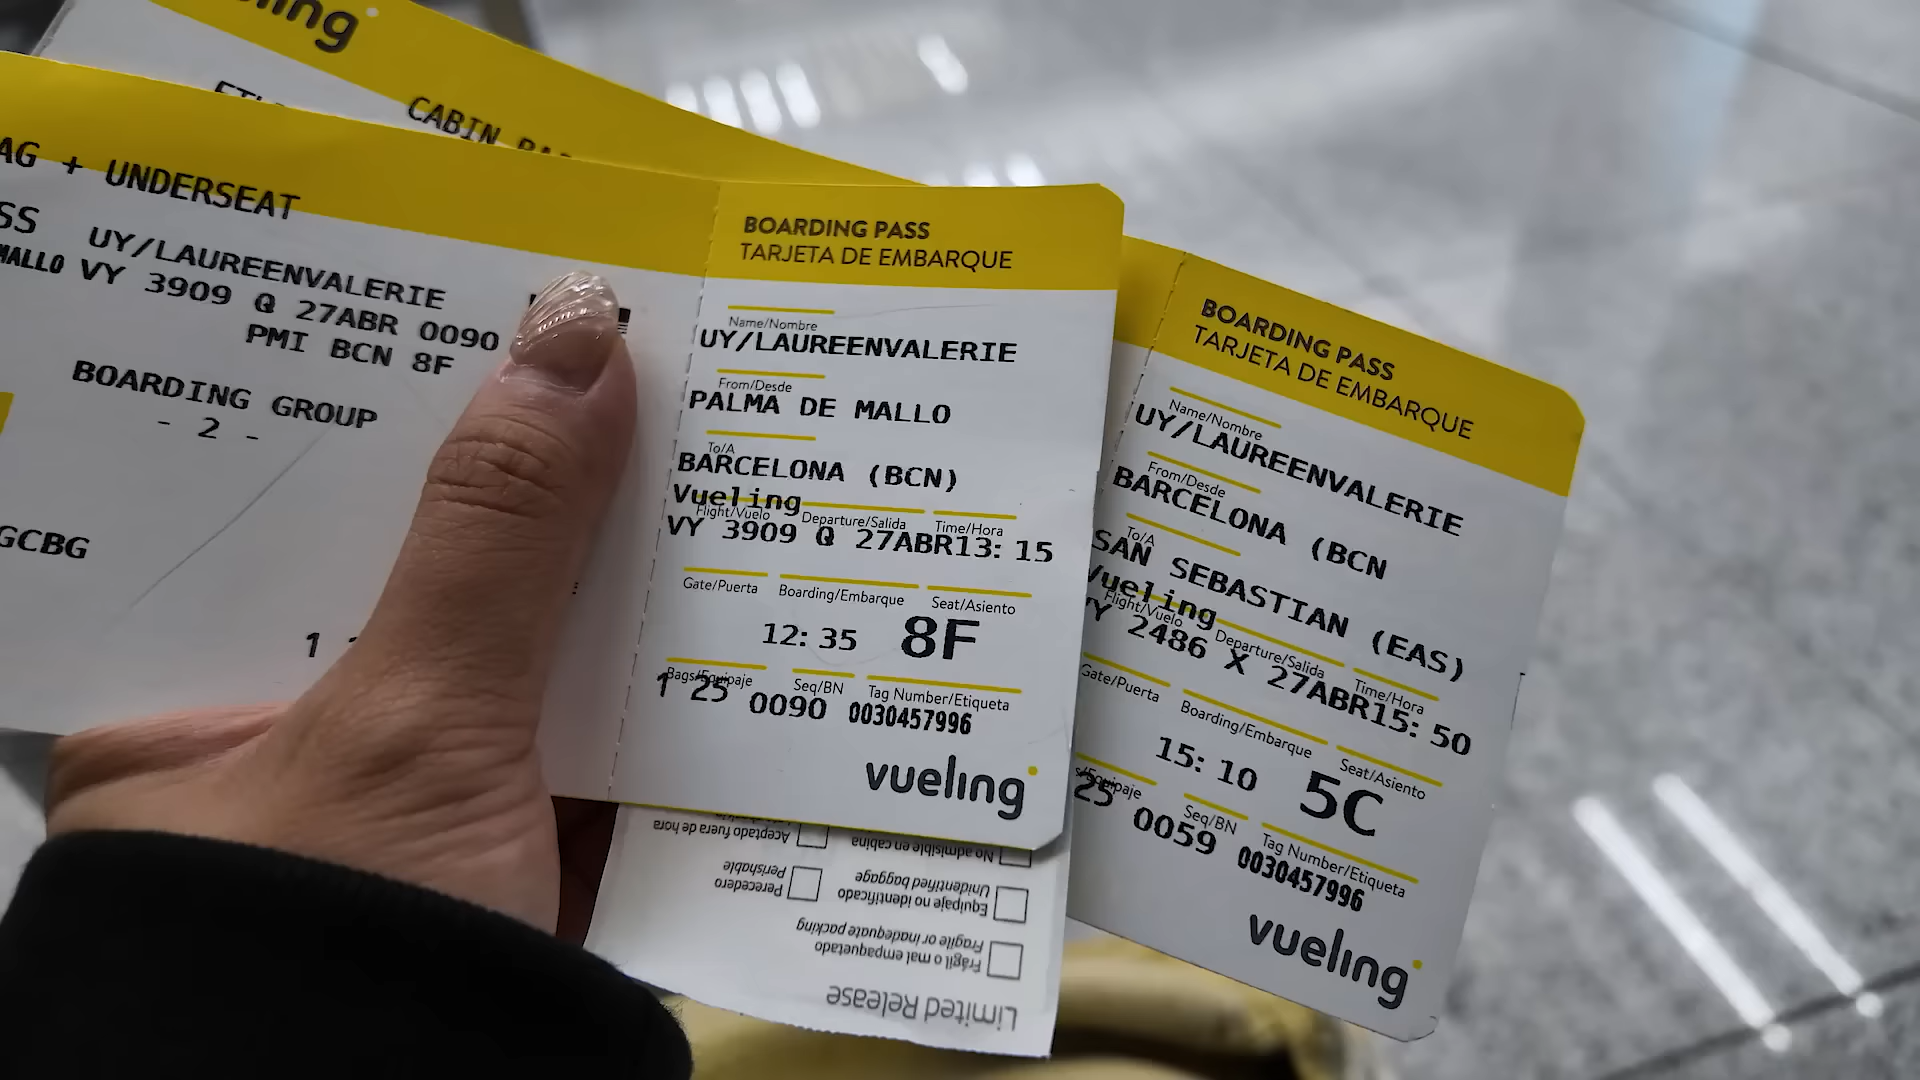 ling
CABIN
AG + UNDERSEAT
SS UY/LAUREENVALERIE
MALLO VY 3909 Q 27ABR 0090
PMI BCN 8F
BOARDING GROUP
- 2 -
GCBG
1
BOARDING PASS
TARJETA DE EMBARQUE
Name/Nombre
UY/LAUREENVALERIE
From/Desde
PALMA DE MALLO
To/A
BARCELONA (BCN)
Vueling
Flight/Vuelo Departure/Salida Time/Hora
VY 3909 Q 27ABR13:15
Gate/Puerta Boarding/Embarque Seat/Asiento
12:35 8F
Bags/Equipaje Seq/BN Tag Number/Etiqueta
1 25 0090 0030457996
vueling
BOARDING PASS
TARJETA DE EMBARQUE
Name/Nombre
UY/LAUREENVALERIE
From/Desde
BARCELONA (BCN
To/A
SAN SEBASTIAN (EAS)
Vueling
Flight/Vuelo Departure/Salida Time/Hora
VY 2486 X 27ABR15:50
Gate/Puerta Boarding/Embarque Seat/Asiento
15:10 5C
s/Equipaje Seq/BN Tag Number/Etiqueta
25 0059 0030457996
vueling
Limited Release
Frágil o mal empaquetado
Fragile or inadequate packing
Equipaje no identificado
Unidentified baggage
Perecedero
Perishable
No admisible en cabina
Aceptado fuera de hora